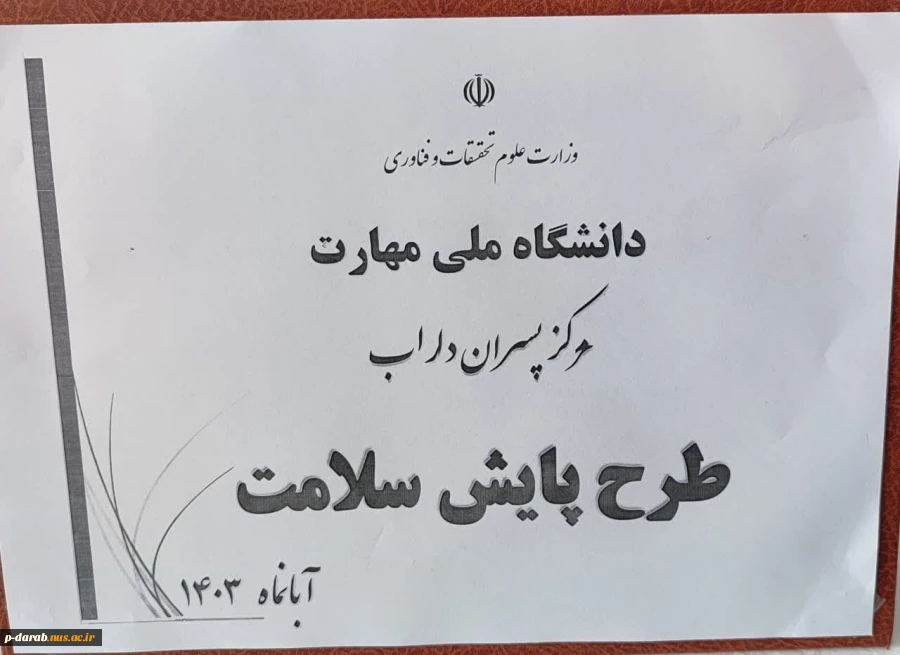 وزارت علوم تحقیقات و فناوری
دانشگاه ملی مهارت
مرکز پسران داراب
طرح پایش سلامت
آبانماه ۱۴۰۳
p-darab.nus.ac.ir